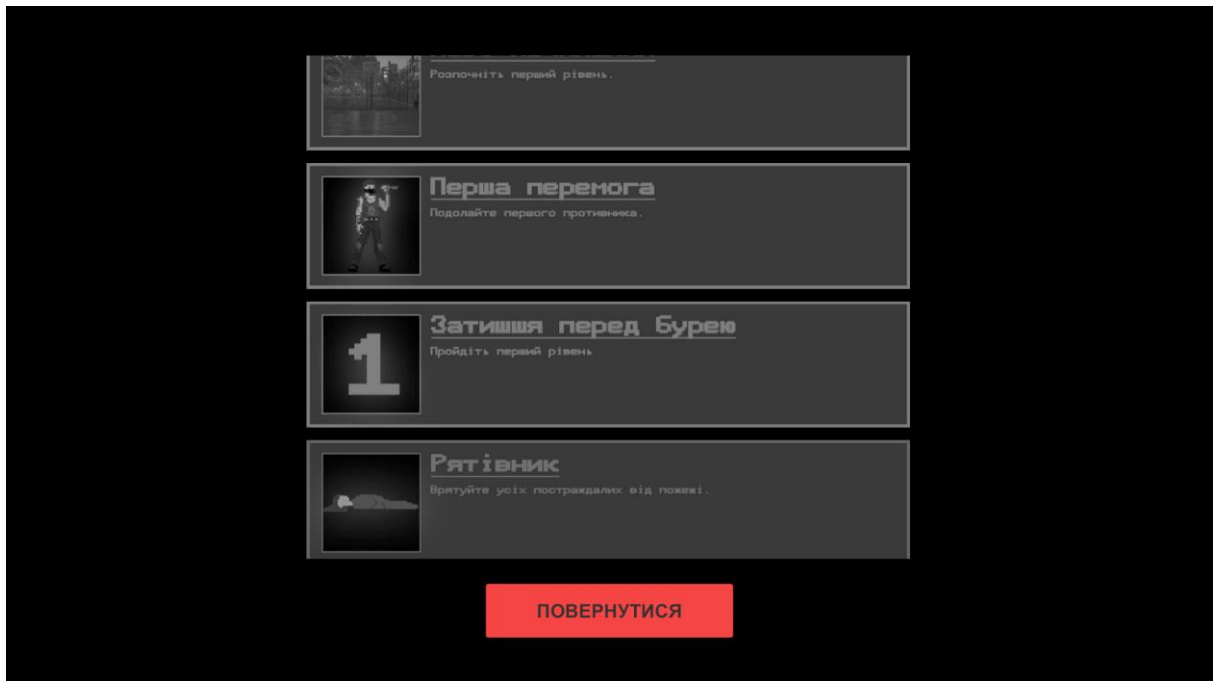 Розпочніть перший рівень.
Перша перемога
Подолайте першого противника.
Затишшя перед Бурею
Пройдіть перший рівень
Рятівник
Врятуйте усіх постраждалих від пожежі.
ПОВЕРНУТИСЯ